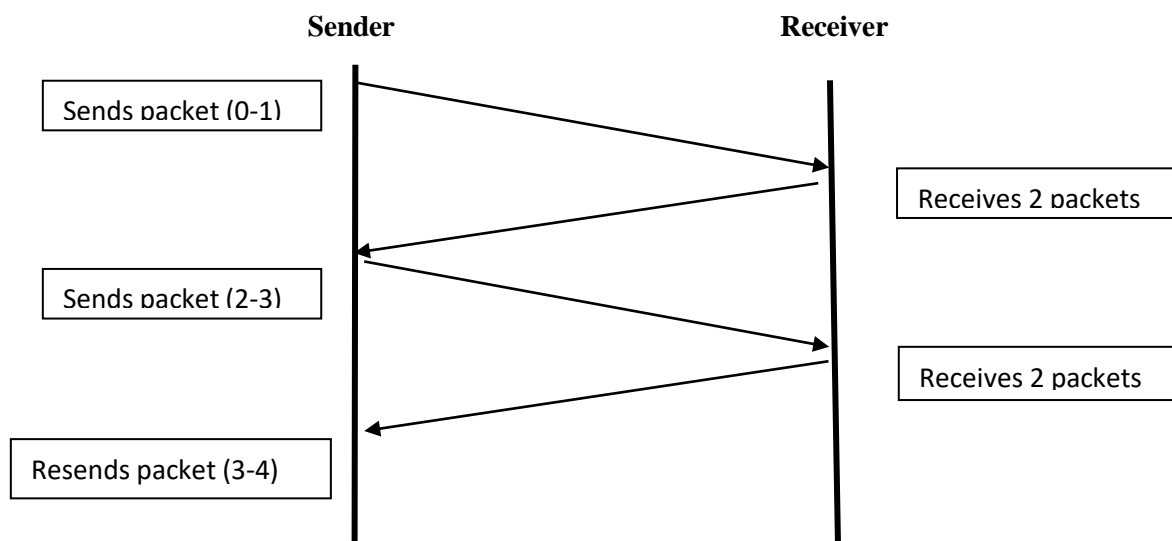 Sender
Receiver
Sends packet (0-1)
Receives 2 packets
Sends packet (2-3)
Receives 2 packets
Resends packet (3-4)